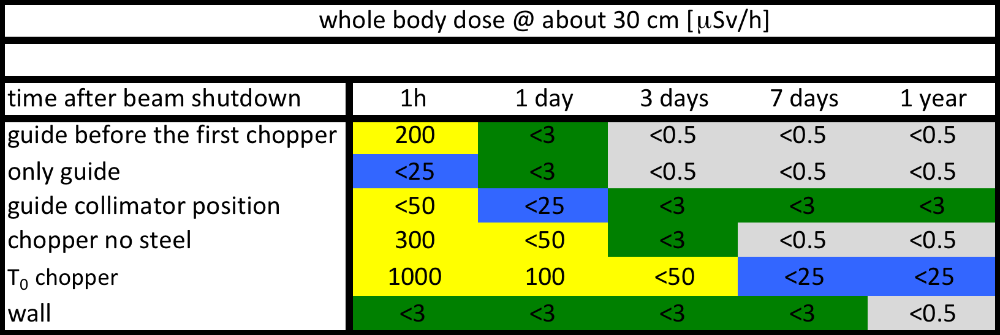 whole body dose @ about 30 cm [μSv/h]
time after beam shutdown 1h 1 day 3 days 7 days 1 year
guide before the first chopper 200 <3 <0.5 <0.5 <0.5
only guide <25 <3 <0.5 <0.5 <0.5
guide collimator position <50 <25 <3 <3 <3
chopper no steel 300 <50 <3 <0.5 <0.5
T₀ chopper 1000 100 <50 <25 <25
wall <3 <3 <3 <3 <0.5